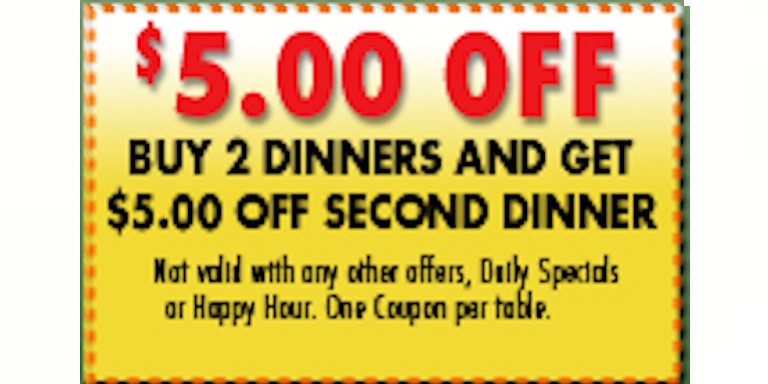 $5.00 OFF
BUY 2 DINNERS AND GET
$5.00 OFF SECOND DINNER
Not valid with any other offers, Daily Specials
or Happy Hour. One Coupon per table.